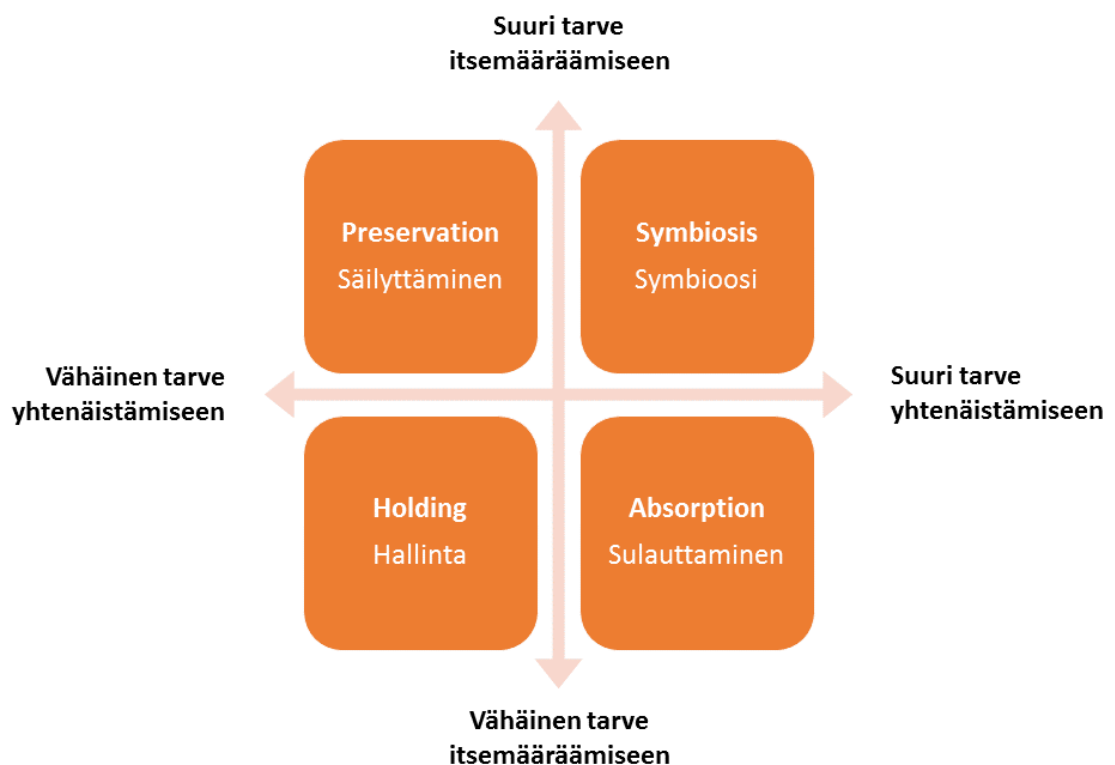 Suuri tarve
itsemääräämiseen
Preservation
Säilyttäminen
Symbiosis
Symbioosi
Vähäinen tarve
yhtenäistämiseen
Suuri tarve
yhtenäistämiseen
Holding
Hallinta
Absorption
Sulauttaminen
Vähäinen tarve
itsemääräämiseen